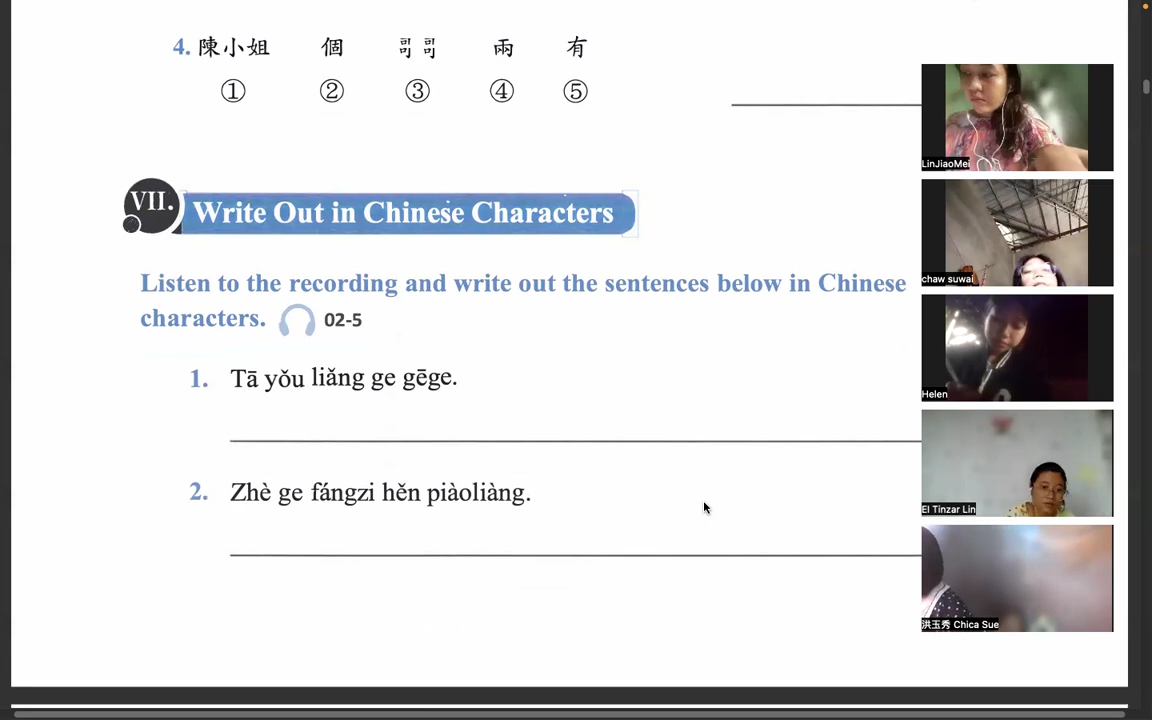 4. 陳小姐 個 哥哥 兩 有
① ② ③ ④ ⑤
VII. Write Out in Chinese Characters
Listen to the recording and write out the sentences below in Chinese
characters. 02-5
1. Tā yǒu liǎng ge gēge.
2. Zhè ge fángzi hěn piàoliàng.
LinJiaoMei
chaw suwai
Helen
EI Tinzar Lin
洪玉秀 Chica Sue